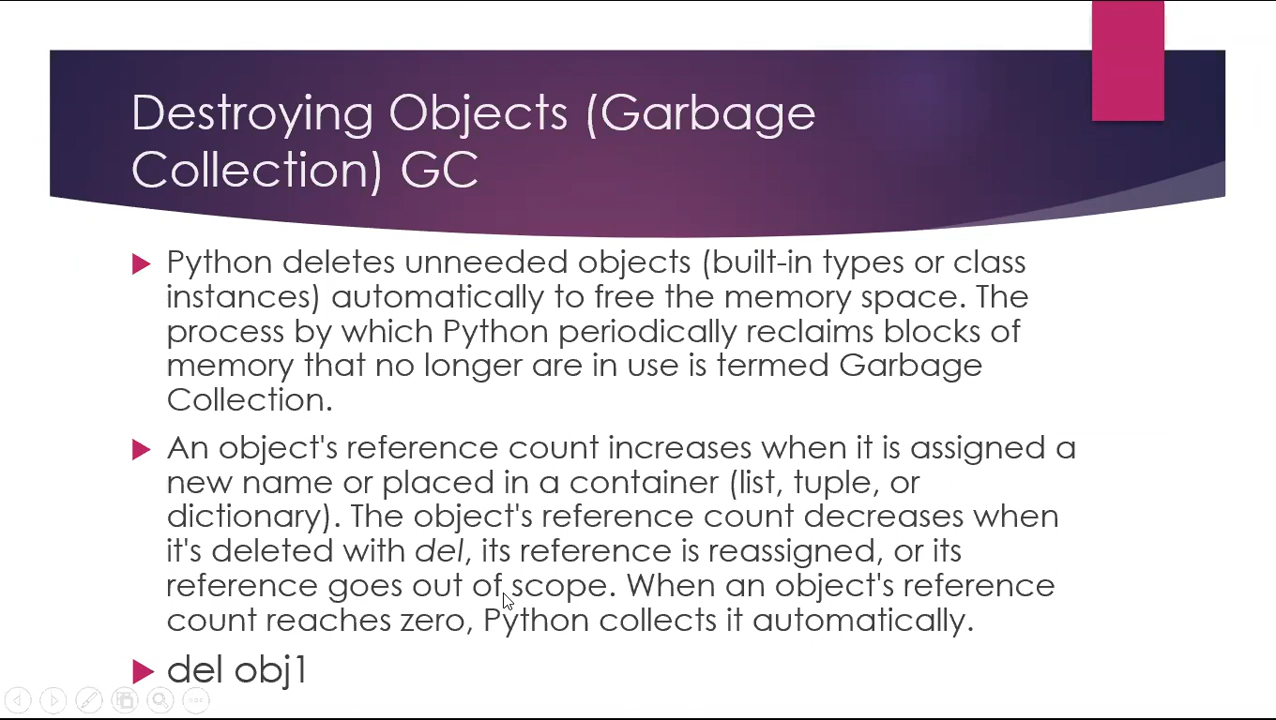 Destroying Objects (Garbage
Collection) GC
Python deletes unneeded objects (built-in types or class
instances) automatically to free the memory space. The
process by which Python periodically reclaims blocks of
memory that no longer are in use is termed Garbage
Collection.
An object's reference count increases when it is assigned a
new name or placed in a container (list, tuple, or
dictionary). The object's reference count decreases when
it's deleted with del, its reference is reassigned, or its
reference goes out of scope. When an object's reference
count reaches zero, Python collects it automatically.
del obj1